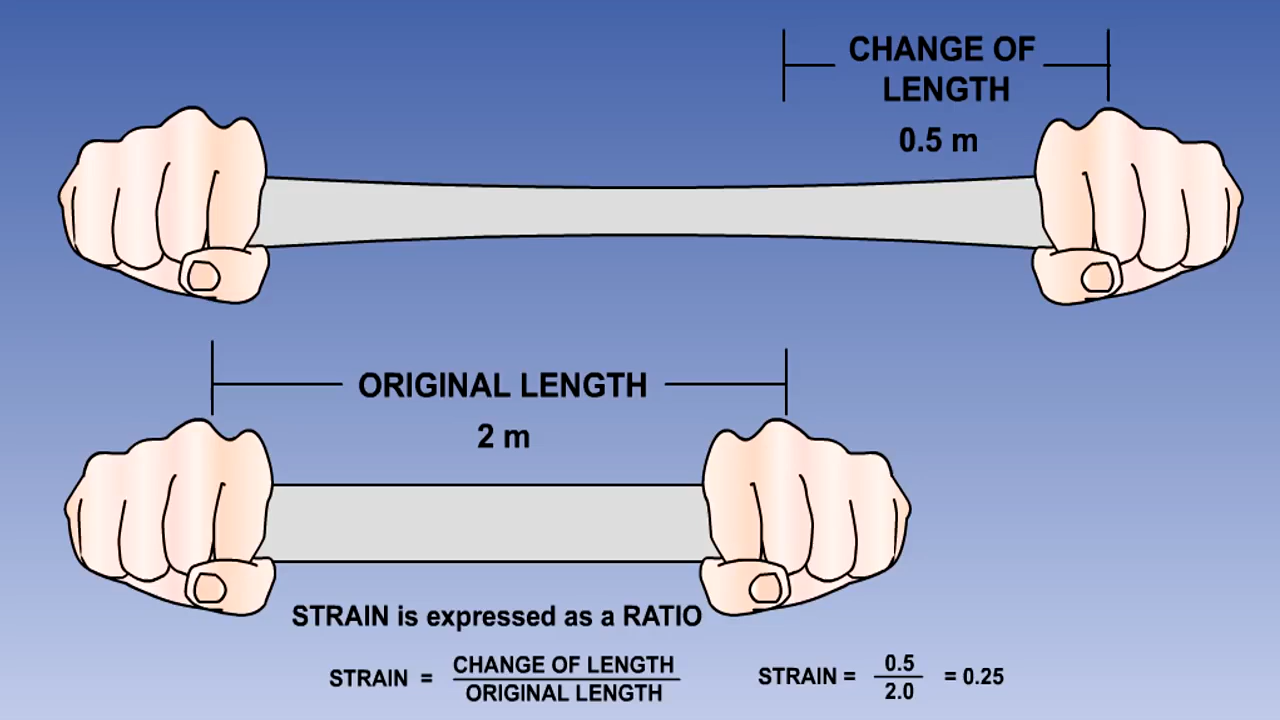 CHANGE OF
LENGTH
0.5 m
ORIGINAL LENGTH
2 m
STRAIN is expressed as a RATIO
STRAIN = CHANGE OF LENGTH
ORIGINAL LENGTH
STRAIN = 0.5
2.0 = 0.25